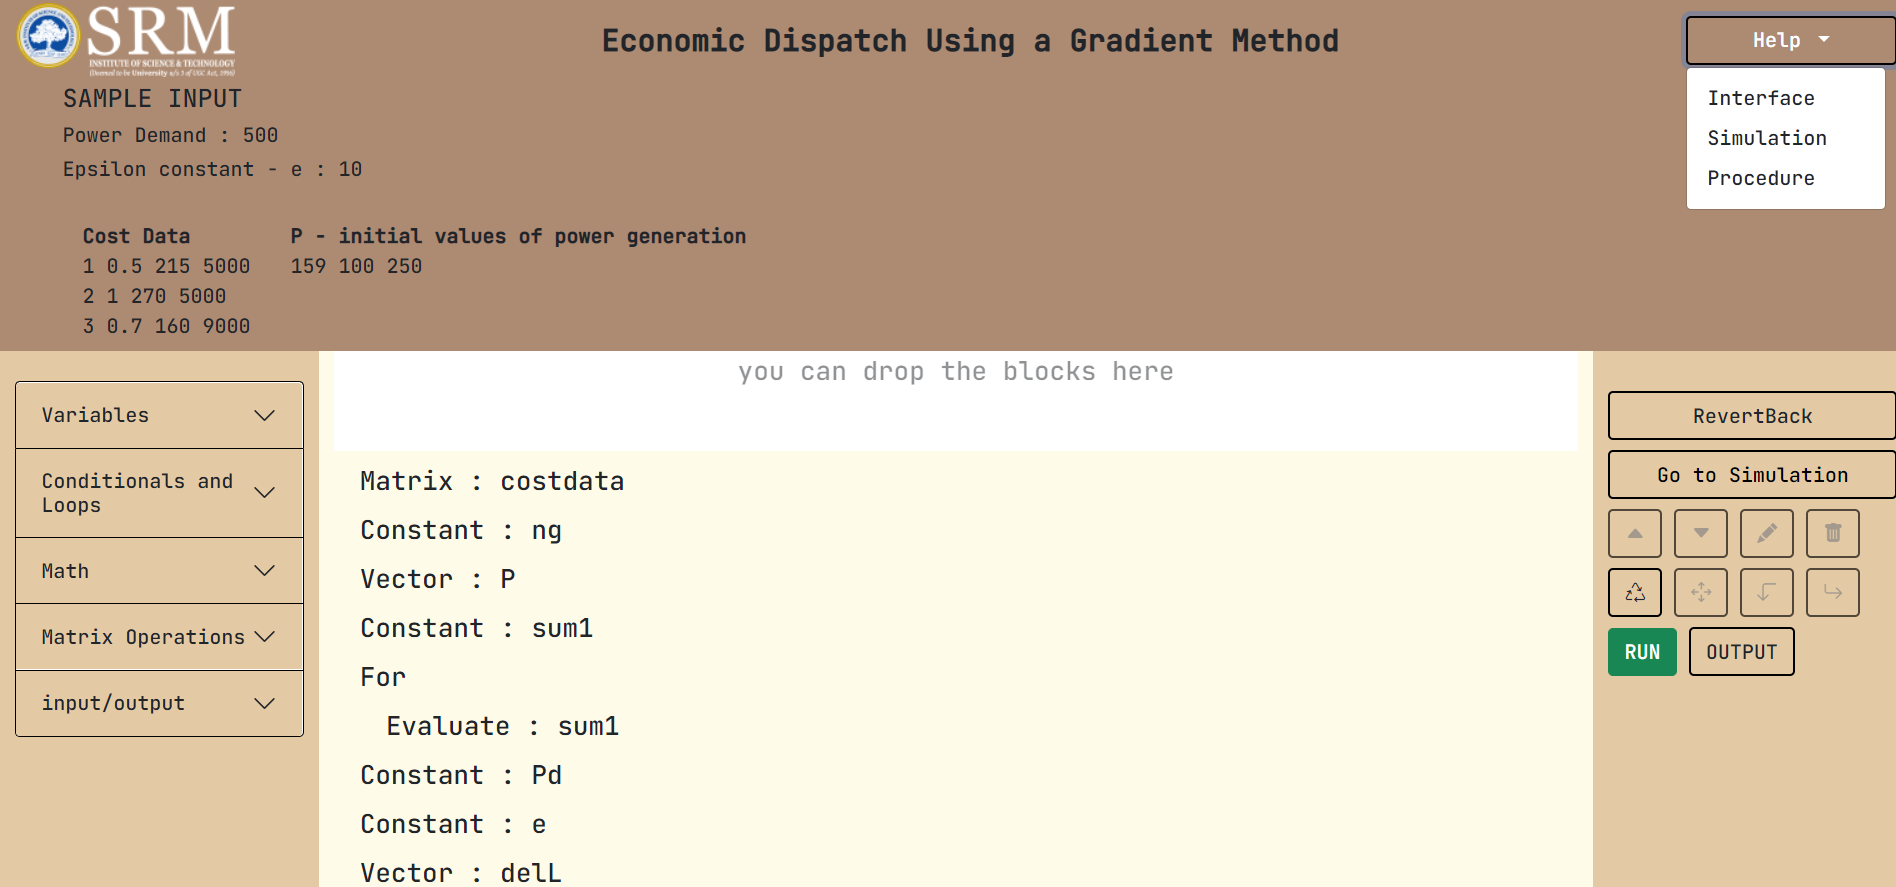 SRM
INSTITUTE OF SCIENCE & TECHNOLOGY
(Deemed to be University u/s 3 of UGC Act, 1956)
Economic Dispatch Using a Gradient Method
Help
Interface
Simulation
Procedure
SAMPLE INPUT
Power Demand : 500
Epsilon constant - e : 10
Cost Data
1 0.5 215 5000
2 1 270 5000
3 0.7 160 9000
P - initial values of power generation
159 100 250
Variables
Conditionals and
Loops
Math
Matrix Operations
input/output
you can drop the blocks here
Matrix : costdata
Constant : ng
Vector : P
Constant : sum1
For
Evaluate : sum1
Constant : Pd
Constant : e
Vector : delL
RevertBack
Go to Simulation
RUN
OUTPUT